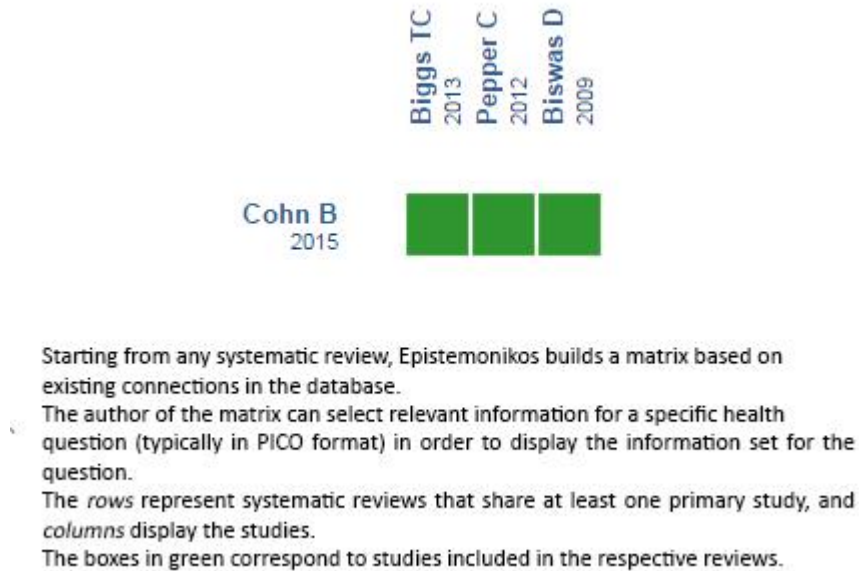 Biggs TC
2013
Pepper C
2012
Biswas D
2009
Cohn B
2015
Starting from any systematic review, Epistemonikos builds a matrix based on
existing connections in the database.
The author of the matrix can select relevant information for a specific health
question (typically in PICO format) in order to display the information set for the
question.
The rows represent systematic reviews that share at least one primary study, and
columns display the studies.
The boxes in green correspond to studies included in the respective reviews.